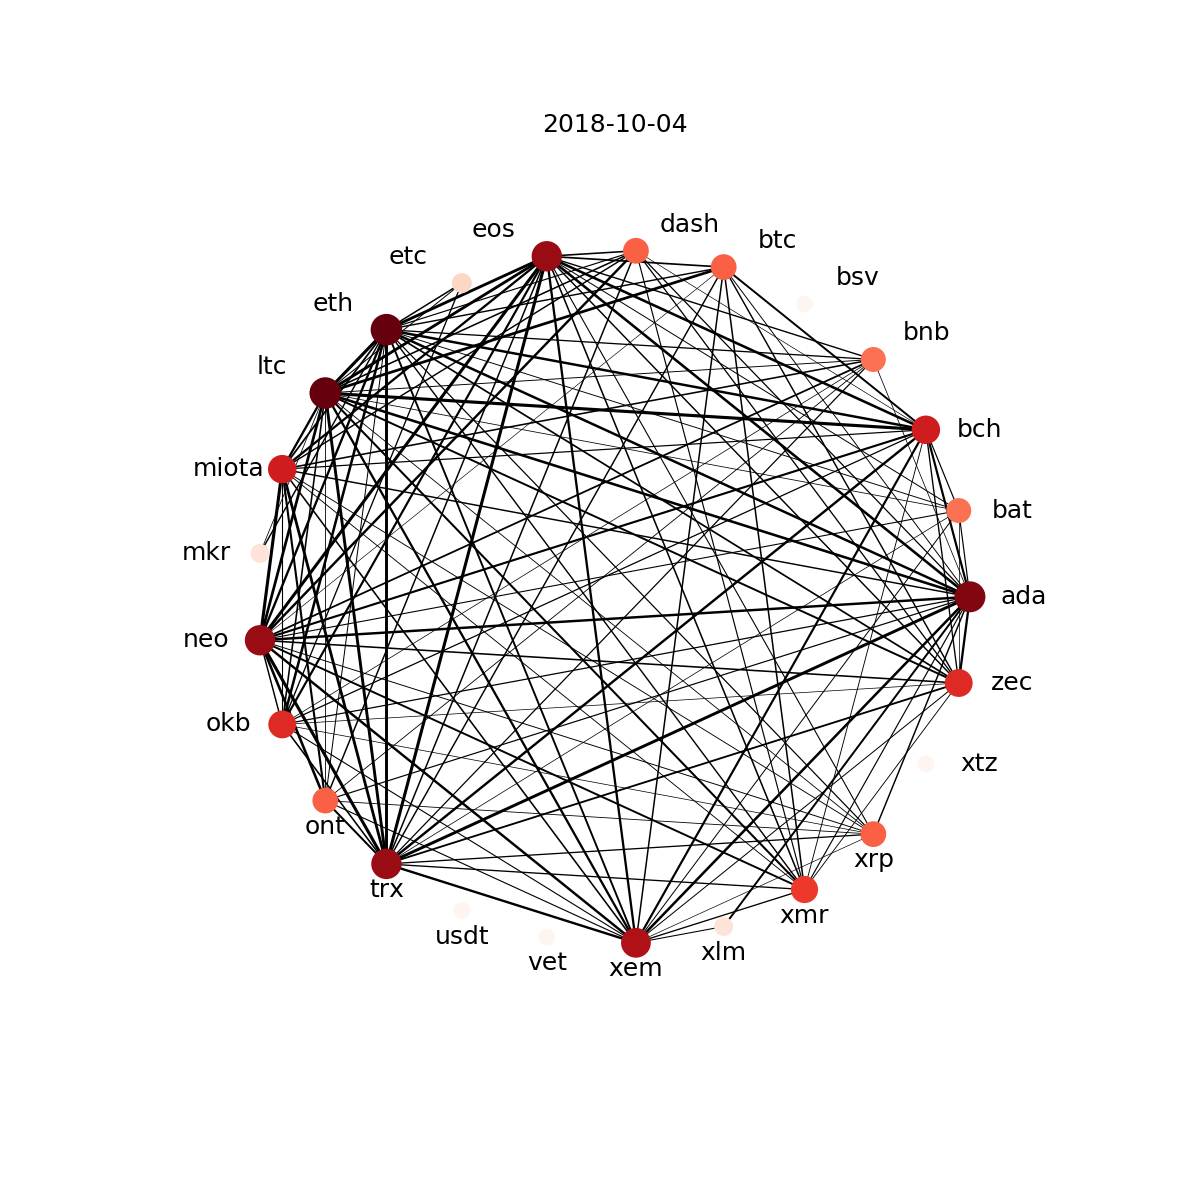 2018-10-04
dash
eos
btc
etc
bsv
eth
bnb
ltc
bch
miota
bat
mkr
ada
neo
zec
okb
xtz
ont
xrp
trx
xmr
usdt
xlm
vet
xem